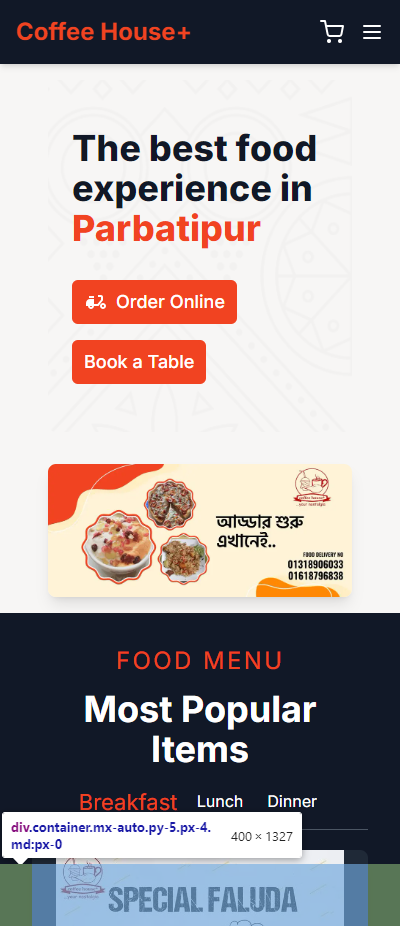 Coffee House+
The best food
experience in
Parbatipur
Order Online
Book a Table
আড্ডার শুরু
এখানেই..
FOOD DELIVERY NO
01318906033
01618796838
FOOD MENU
Most Popular
Items
Breakfast Lunch Dinner
div.container.mx-auto.py-5.px-4.
md:px-0
400 × 1327
SPECIAL FALUDA